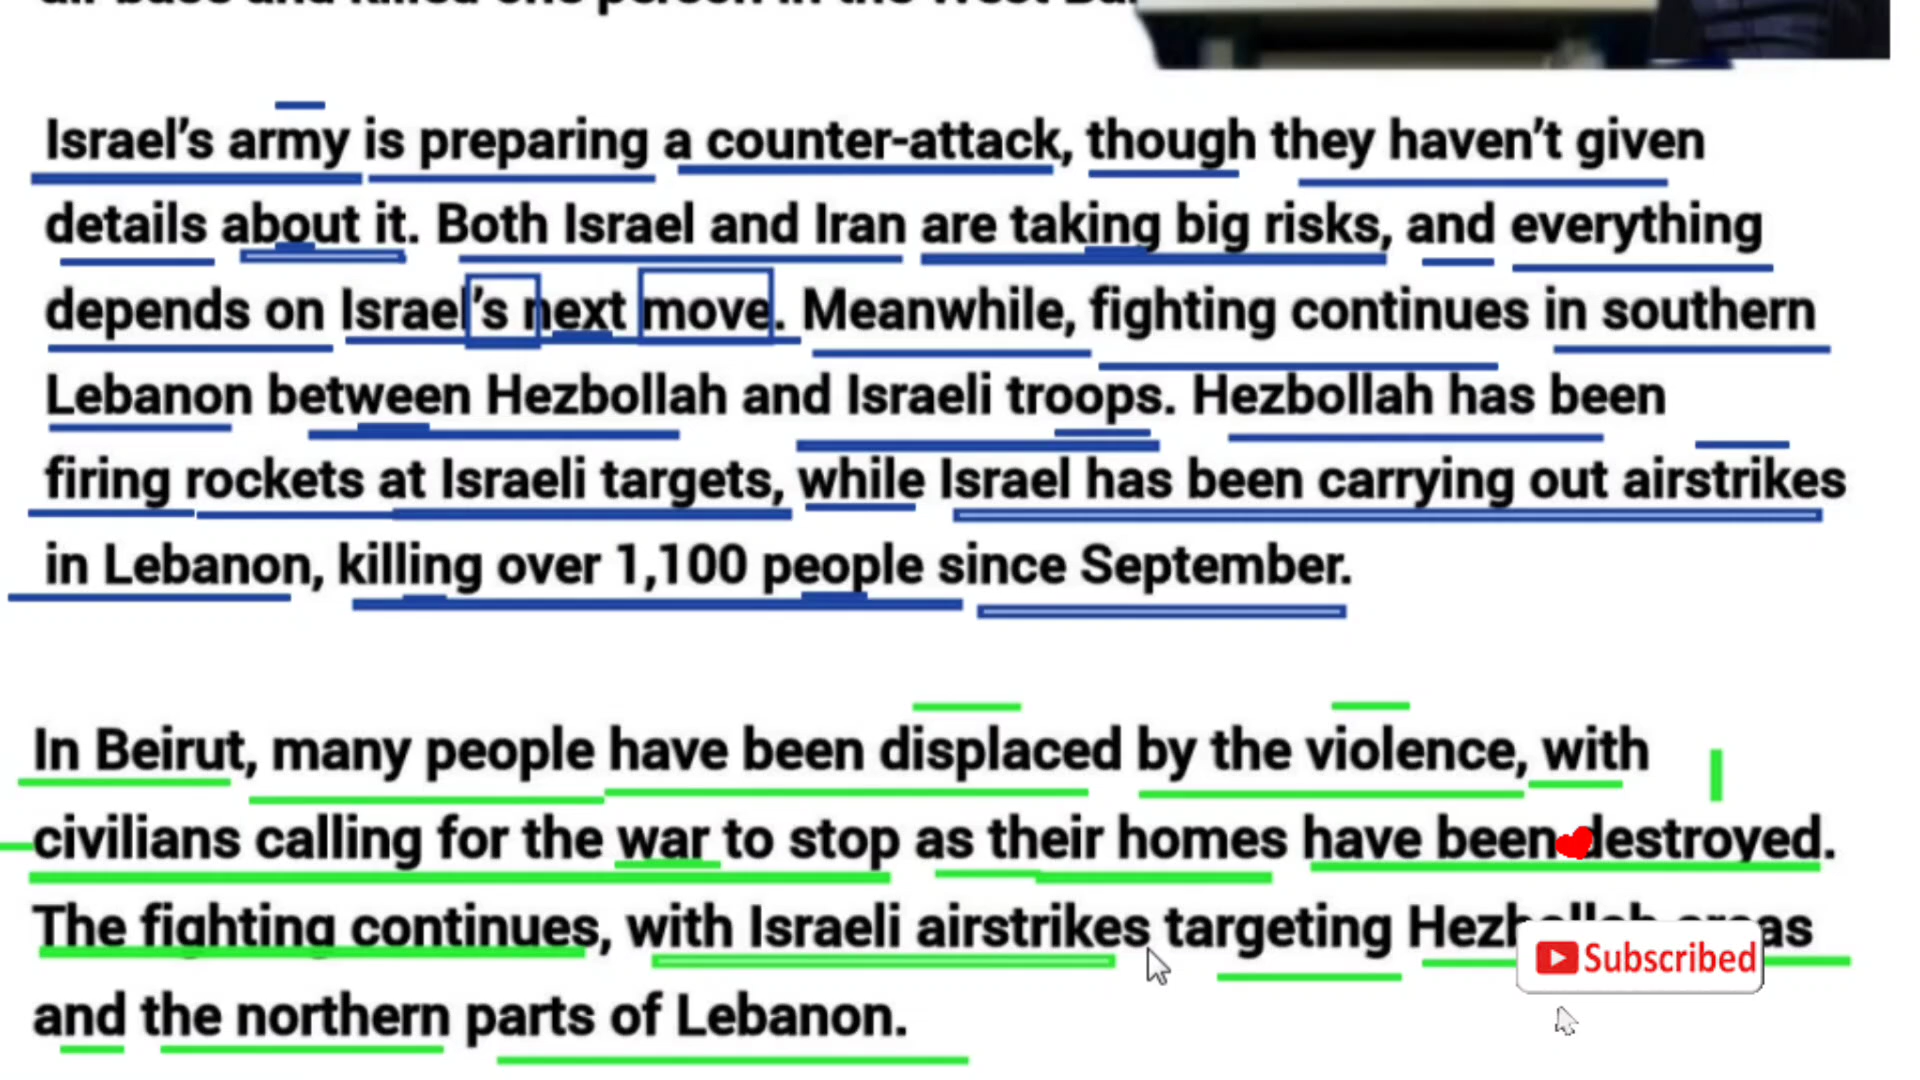 Israel’s army is preparing a counter-attack, though they haven’t given
details about it. Both Israel and Iran are taking big risks, and everything
depends on Israel’s next move. Meanwhile, fighting continues in southern
Lebanon between Hezbollah and Israeli troops. Hezbollah has been
firing rockets at Israeli targets, while Israel has been carrying out airstrikes
in Lebanon, killing over 1,100 people since September.
In Beirut, many people have been displaced by the violence, with
civilians calling for the war to stop as their homes have been destroyed.
The fighting continues, with Israeli airstrikes targeting Hezbollah areas
Subscribed
and the northern parts of Lebanon.